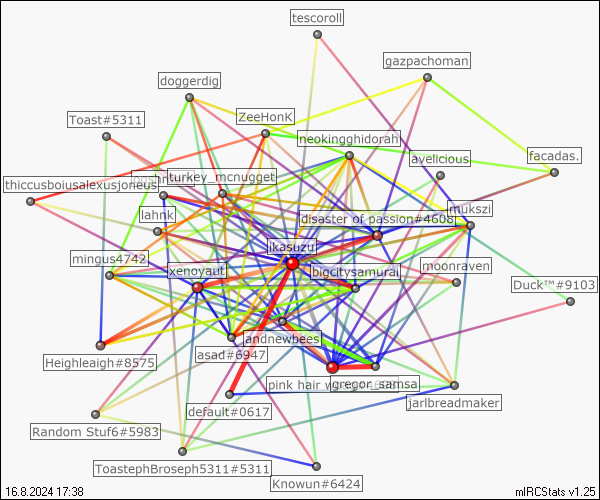 tescoroll
gazpachoman
doggerdig
Toast#5311
ZeeHonK
neokingghidorah
avelicious
facadas.
turkey_mcnugget
thiccusboiusalexusjoneus
lahnk
disaster of passion#4608
mukszi
ikasuzu
mingus4742
xenoyaut
bigcitysamurai
moonraven
Duck™#9103
landnewbees
asad#6947
Heighleigh#8575
pink hair
gregor_samsa
default#0617
jarlbreadmaker
Random Stuf6#5983
ToastephBroseph5311#5311
Knowun#6424
16.8.2024 17:38
mIRCStats v1.25